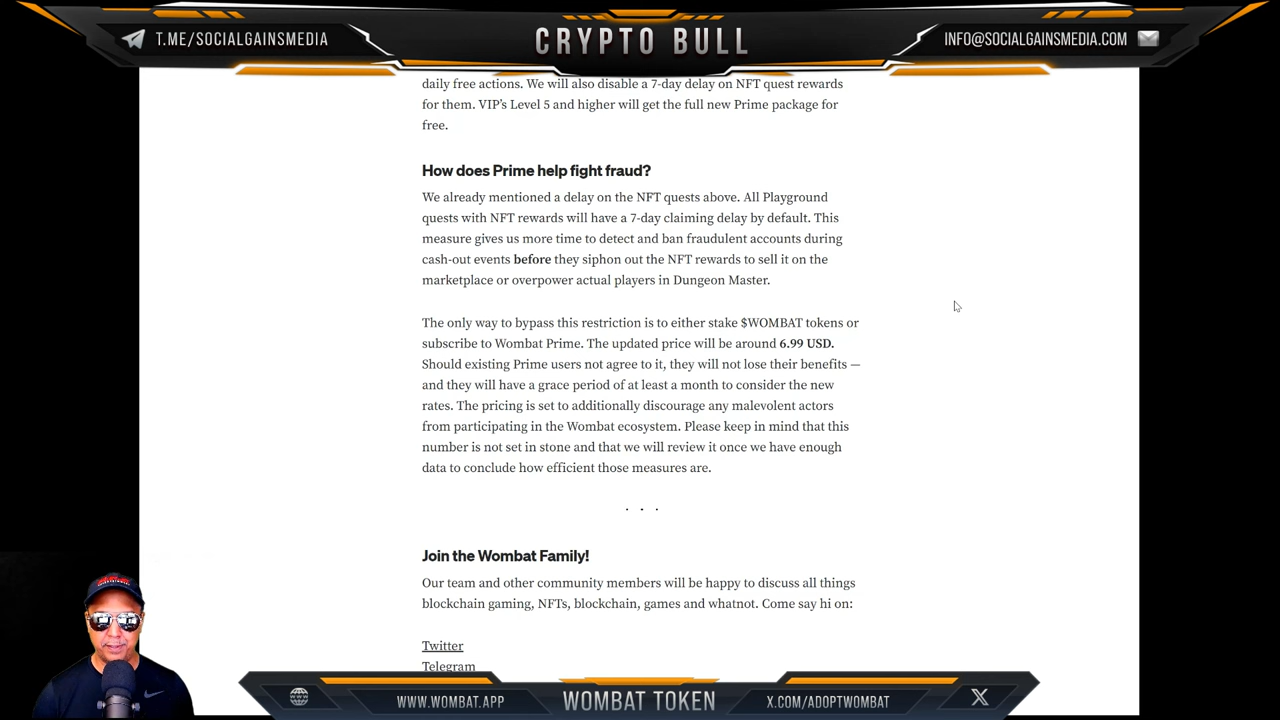 T.ME/SOCIALGAINSMEDIA
CRYPTO BULL
INFO@SOCIALGAINSMEDIA.COM
daily free actions. We will also disable a 7-day delay on NFT quest rewards
for them. VIP’s Level 5 and higher will get the full new Prime package for
free.
How does Prime help fight fraud?
We already mentioned a delay on the NFT quests above. All Playground
quests with NFT rewards will have a 7-day claiming delay by default. This
measure gives us more time to detect and ban fraudulent accounts during
cash-out events before they siphon out the NFT rewards to sell it on the
marketplace or overpower actual players in Dungeon Master.
The only way to bypass this restriction is to either stake $WOMBAT tokens or
subscribe to Wombat Prime. The updated price will be around 6.99 USD.
Should existing Prime users not agree to it, they will not lose their benefits —
and they will have a grace period of at least a month to consider the new
rates. The pricing is set to additionally discourage any malevolent actors
from participating in the Wombat ecosystem. Please keep in mind that this
number is not set in stone and that we will review it once we have enough
data to conclude how efficient those measures are.
. . .
Join the Wombat Family!
Our team and other community members will be happy to discuss all things
blockchain gaming, NFTs, blockchain, games and whatnot. Come say hi on:
Twitter
Telegram
WWW.WOMBAT.APP
WOMBAT TOKEN
X.COM/ADOPTWOMBAT